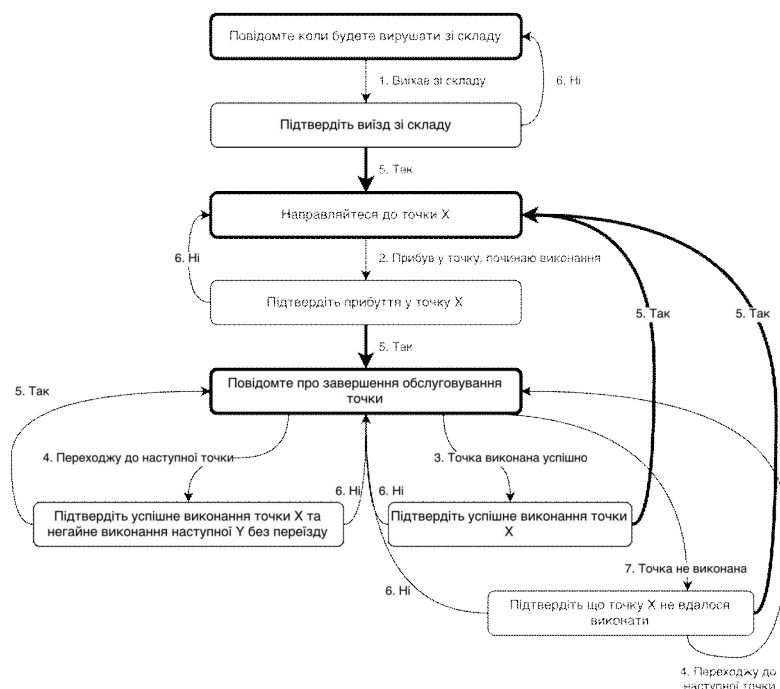 Повідомте коли будете вирушати зі складу
1. Виїхав зі складу
6. Ні
Підтвердіть виїзд зі складу
5. Так
Направляйтеся до точки X
6. Ні
2. Прибув у точку, починаю виконання
Підтвердіть прибуття у точку X
5. Так
5. Так
5. Так
Повідомте про завершення обслуговування
точки
5. Так
4. Переходжу до наступної точки
3. Точка виконана успішно
6. Ні
6. Ні
Підтвердіть успішне виконання точки X та
негайне виконання наступної Y без переїзду
Підтвердіть успішне виконання точки
X
7. Точка не виконана
6. Ні
Підтвердіть що точку X не вдалося
виконати
4. Переходжу до
наступної точки